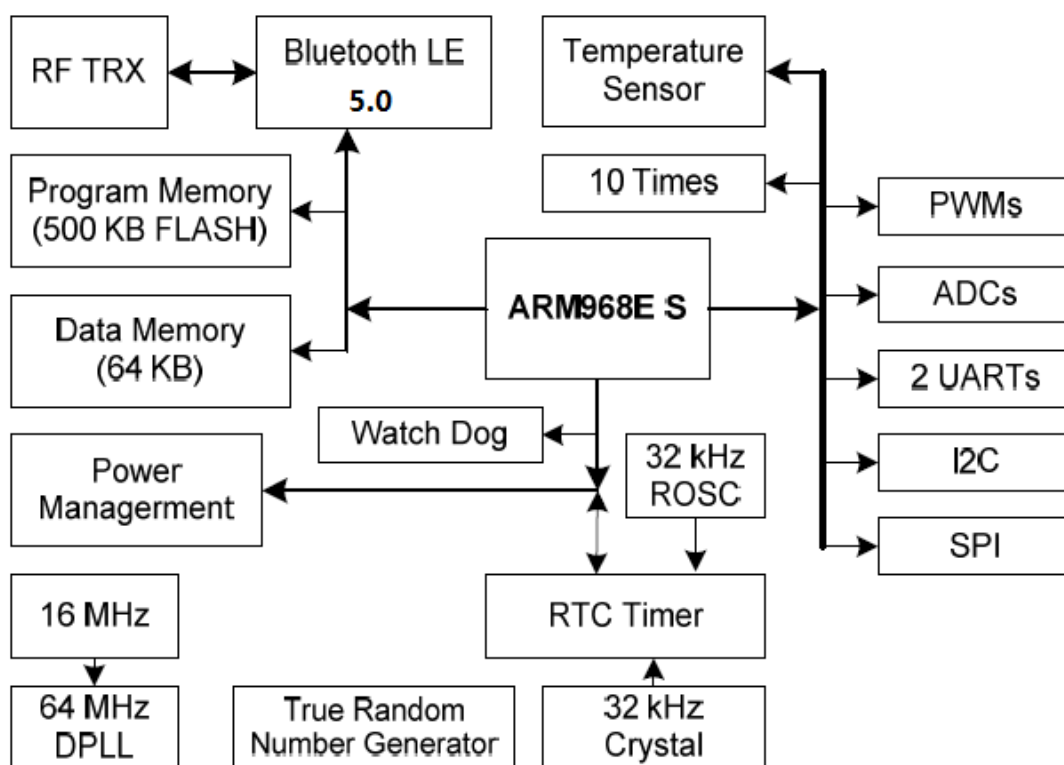 RF TRX
Bluetooth LE
5.0
Temperature
Sensor
Program Memory
(500 KB FLASH)
10 Times
PWMs
ARM968E S
ADCs
Data Memory
(64 KB)
2 UARTs
Watch Dog
Power
Managerment
32 kHz
ROSC
I2C
SPI
16 MHz
RTC Timer
64 MHz
DPLL
True Random
Number Generator
32 kHz
Crystal